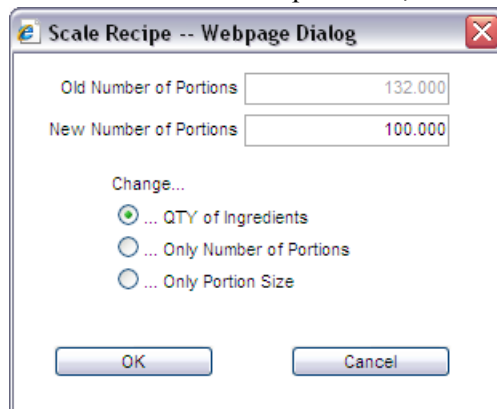 Scale Recipe -- Webpage Dialog
Old Number of Portions 132.000
New Number of Portions 100.000
Change...
... QTY of Ingredients
... Only Number of Portions
... Only Portion Size
OK Cancel